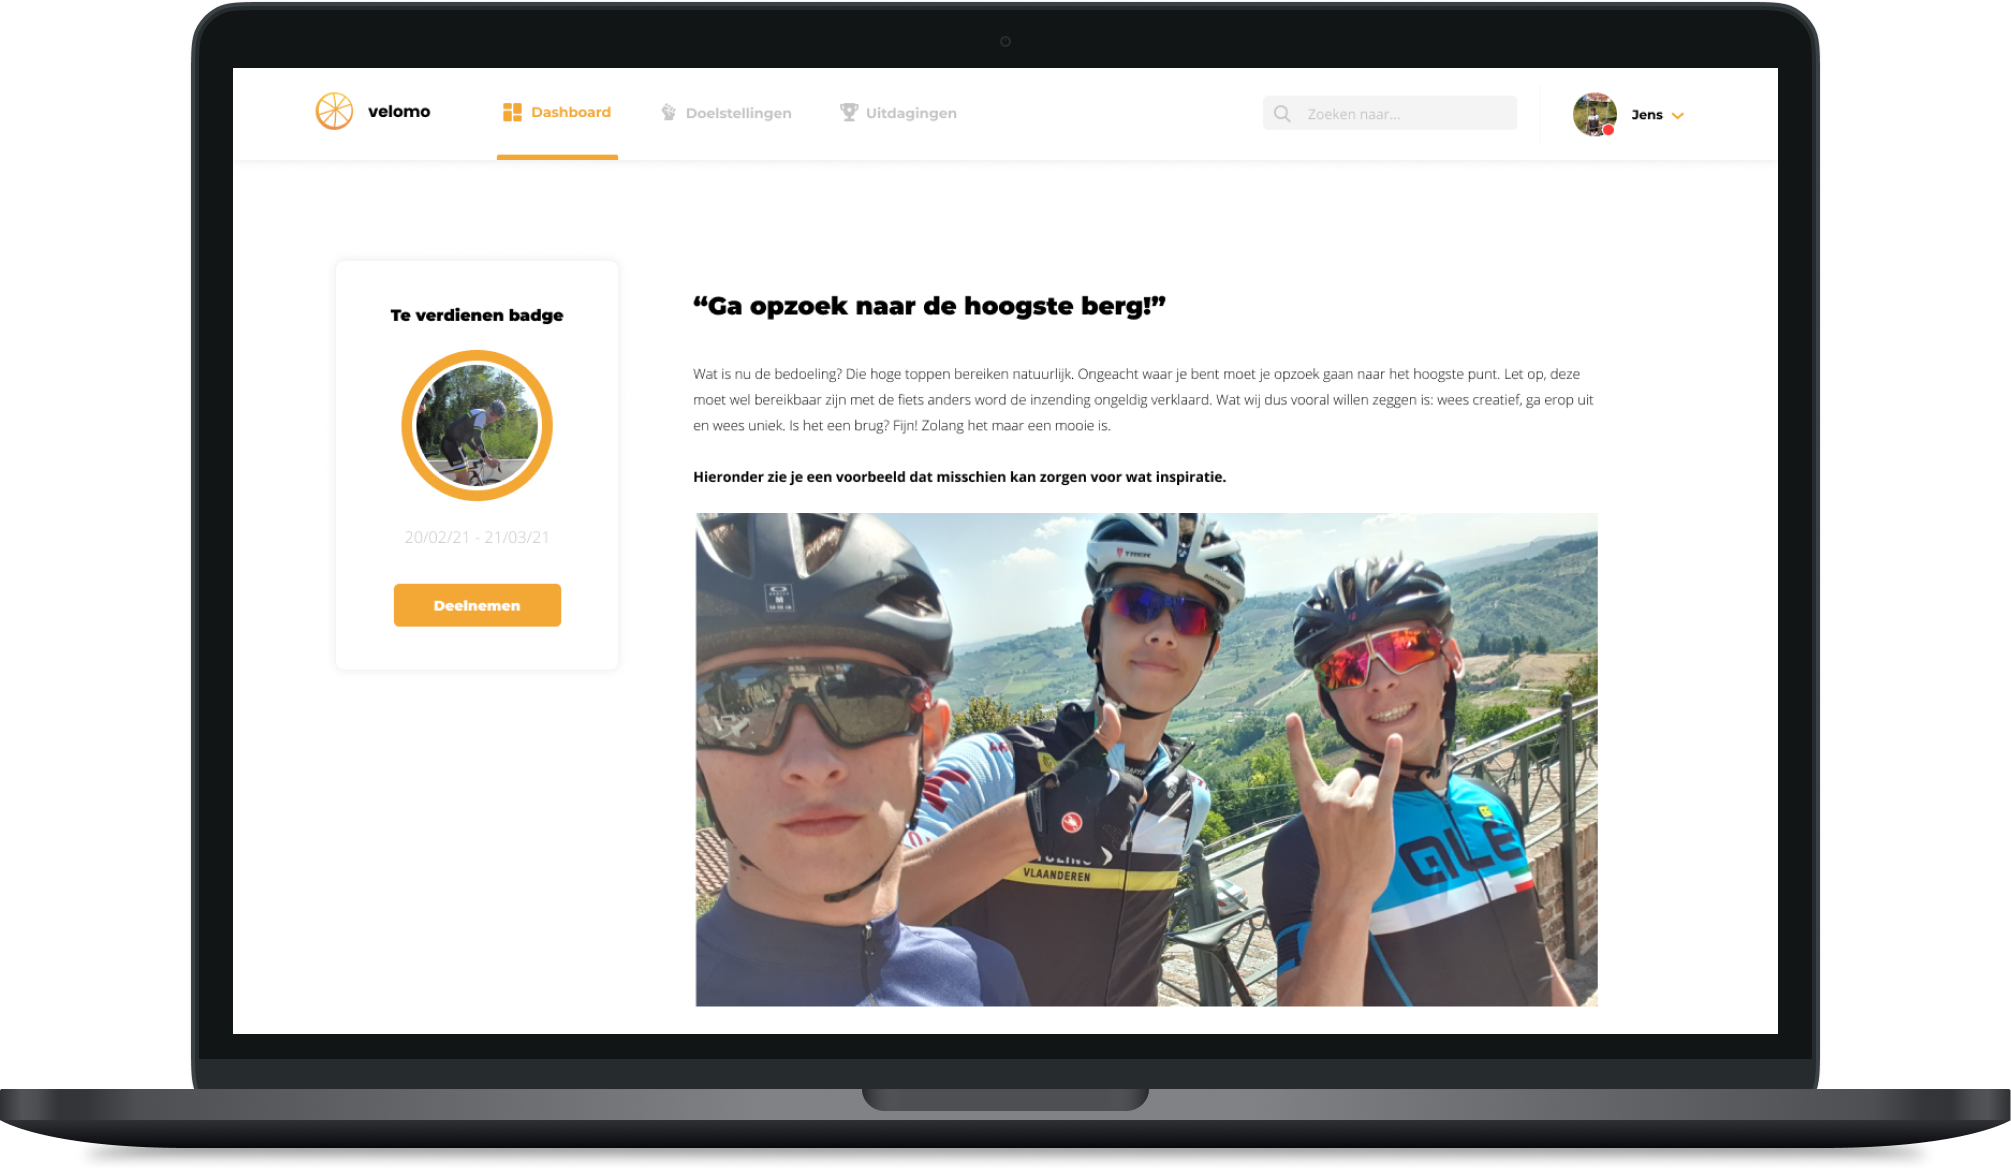 velomo
Dashboard
Doelstellingen
Uitdagingen
Zoeken naar...
Jens
Te verdienen badge
20/02/21 - 21/03/21
Deelnemen
“Ga opzoek naar de hoogste berg!”
Wat is nu de bedoeling? Die hoge toppen bereiken natuurlijk. Ongeacht waar je bent moet je opzoek gaan naar het hoogste punt. Let op, deze
moet wel bereikbaar zijn met de fiets anders word de inzending ongeldig verklaard. Wat wij dus vooral willen zeggen is: wees creatief, ga erop uit
en wees uniek. Is het een brug? Fijn! Zolang het maar een mooie is.
Hieronder zie je een voorbeeld dat misschien kan zorgen voor wat inspiratie.
TREK
VLAANDEREN
ALE